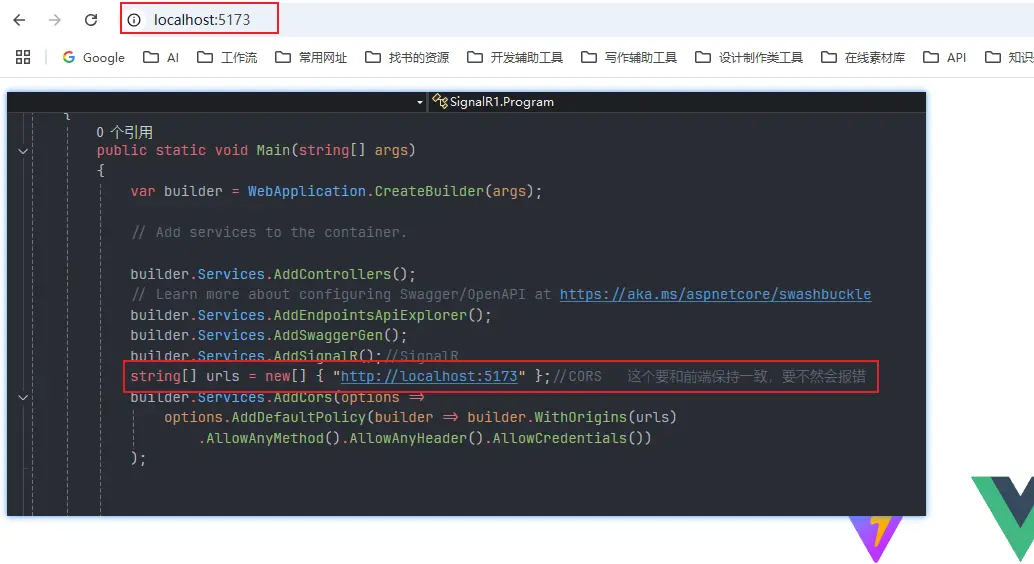 localhost:5173
Google AI 工作流 常用网址 找书的资源 开发辅助工具 写作辅助工具 设计制作类工具 在线素材库 API 知识
SignalR1.Program
{
0 个引用
public static void Main(string[] args)
{
var builder = WebApplication.CreateBuilder(args);
// Add services to the container.
builder.Services.AddControllers();
// Learn more about configuring Swagger/OpenAPI at https://aka.ms/aspnetcore/swashbuckle
builder.Services.AddEndpointsApiExplorer();
builder.Services.AddSwaggerGen();
builder.Services.AddSignalR();//SignalR
string[] urls = new[] { "http://localhost:5173" };//CORS 这个要和前端保持一致，要不然会报错
builder.Services.AddCors(options =>
options.AddDefaultPolicy(builder => builder.WithOrigins(urls)
.AllowAnyMethod().AllowAnyHeader().AllowCredentials())
);